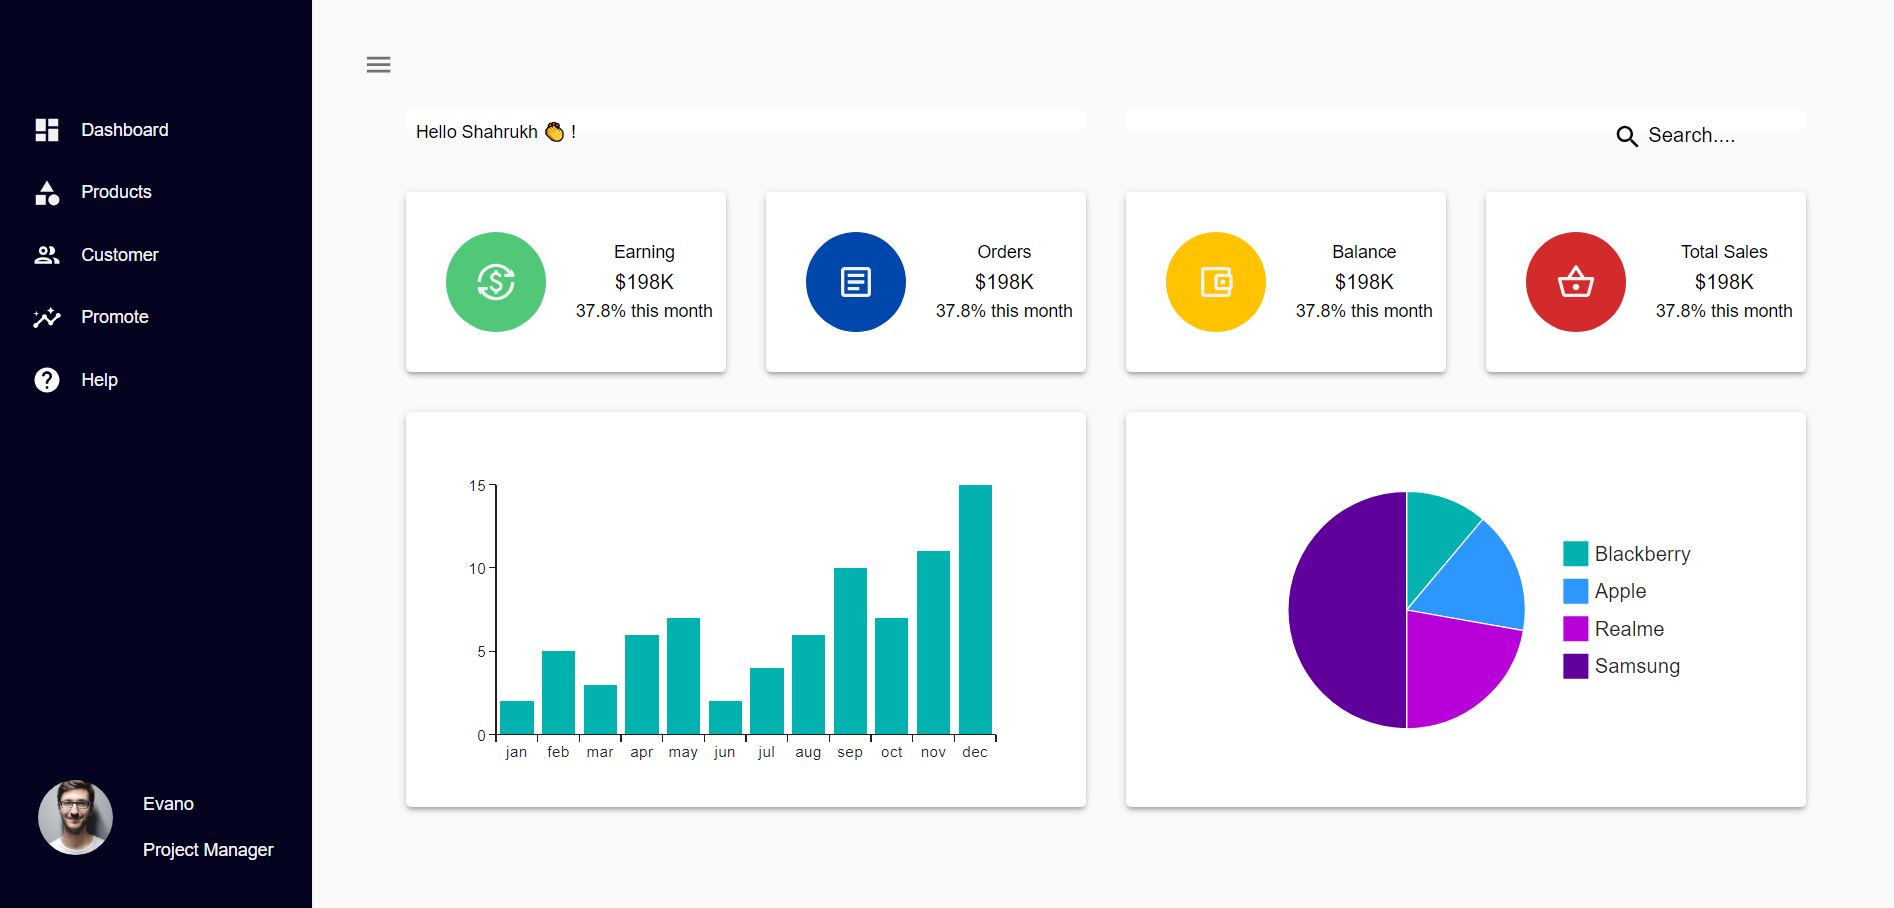 Dashboard
Products
Customer
Promote
Help
Evano
Project Manager
Hello Shahrukh 👏 !
Search....
Earning
$198K
37.8% this month
Orders
$198K
37.8% this month
Balance
$198K
37.8% this month
Total Sales
$198K
37.8% this month
15
10
5
0
jan feb mar apr may jun jul aug sep oct nov dec
Blackberry
Apple
Realme
Samsung